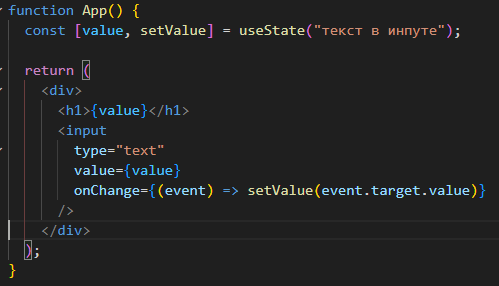 function App() {
  const [value, setValue] = useState("текст в инпуте");

  return (
    <div>
      <h1>{value}</h1>
      <input
        type="text"
        value={value}
        onChange={(event) => setValue(event.target.value)}
      />
    </div>
  );
}